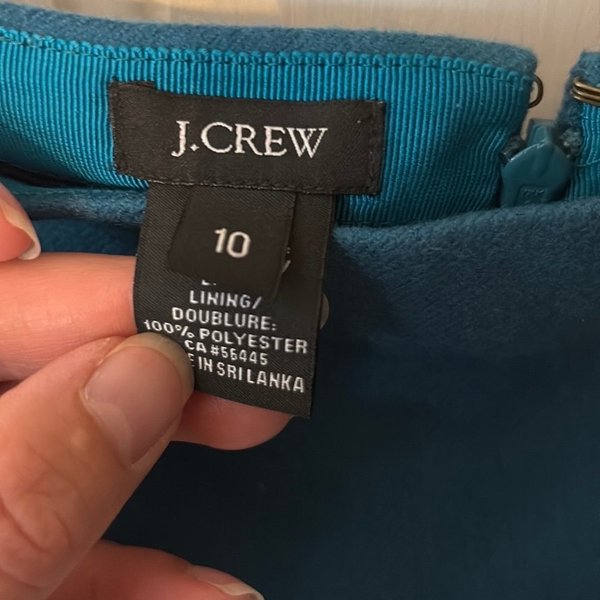 J.CREW
10
LINING/
DOUBLURE:
100% POLYESTER
CA #56445
IN SRI LANKA